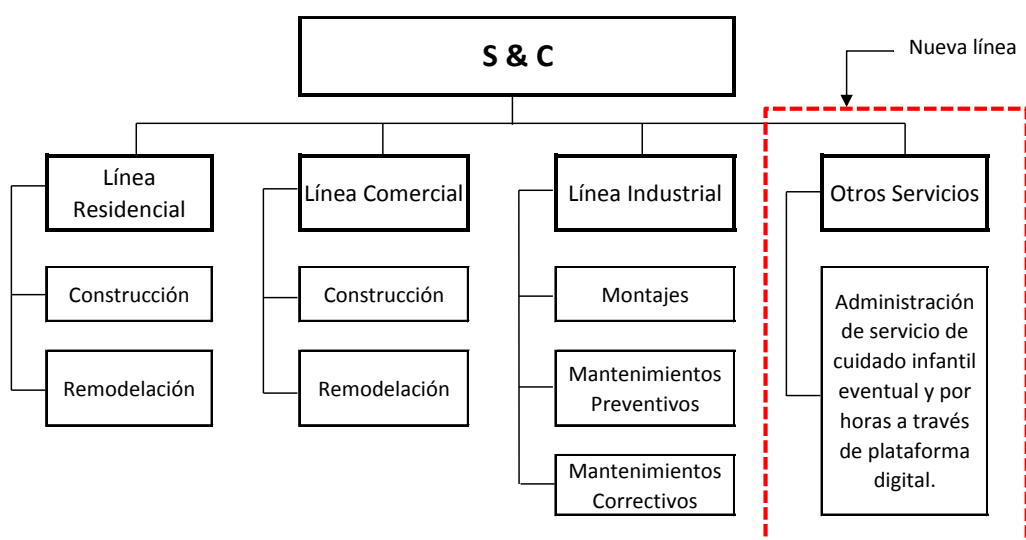 S & C
Nueva línea
Línea
Residencial
Construcción
Remodelación
Línea Comercial
Construcción
Remodelación
Línea Industrial
Montajes
Mantenimientos
Preventivos
Mantenimientos
Correctivos
Otros Servicios
Administración
de servicio de
cuidado infantil
eventual y por
horas a través
de plataforma
digital.